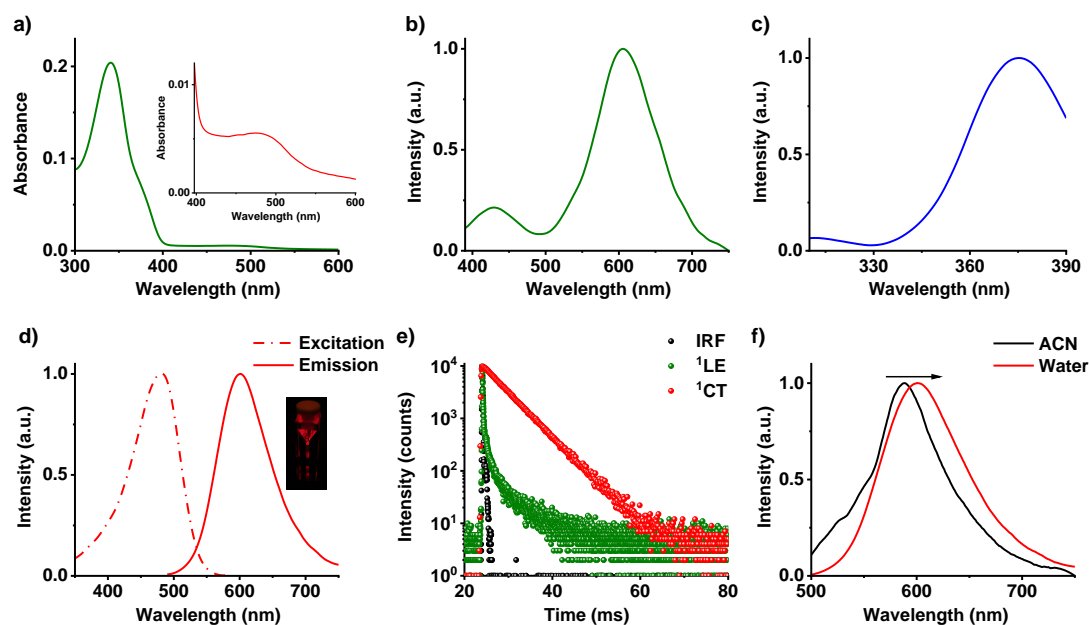 a)
Absorbance
0.2
0.1
0.0
300
400
500
600
Wavelength (nm)
Absorbance
0.01
0.00
400
500
600
Wavelength (nm)
b)
Intensity (a.u.)
1.0
0.5
0.0
400
500
600
700
Wavelength (nm)
c)
Intensity (a.u.)
1.0
0.5
0.0
330
360
390
Wavelength (nm)
d)
Excitation
Emission
Intensity (a.u.)
1.0
0.5
0.0
400
500
600
700
Wavelength (nm)
e)
IRF
¹LE
¹CT
Intensity (counts)
10⁴
10³
10²
10¹
10⁰
20
40
60
80
Time (ms)
f)
ACN
Water
Intensity (a.u.)
1.0
0.5
0.0
500
600
700
Wavelength (nm)